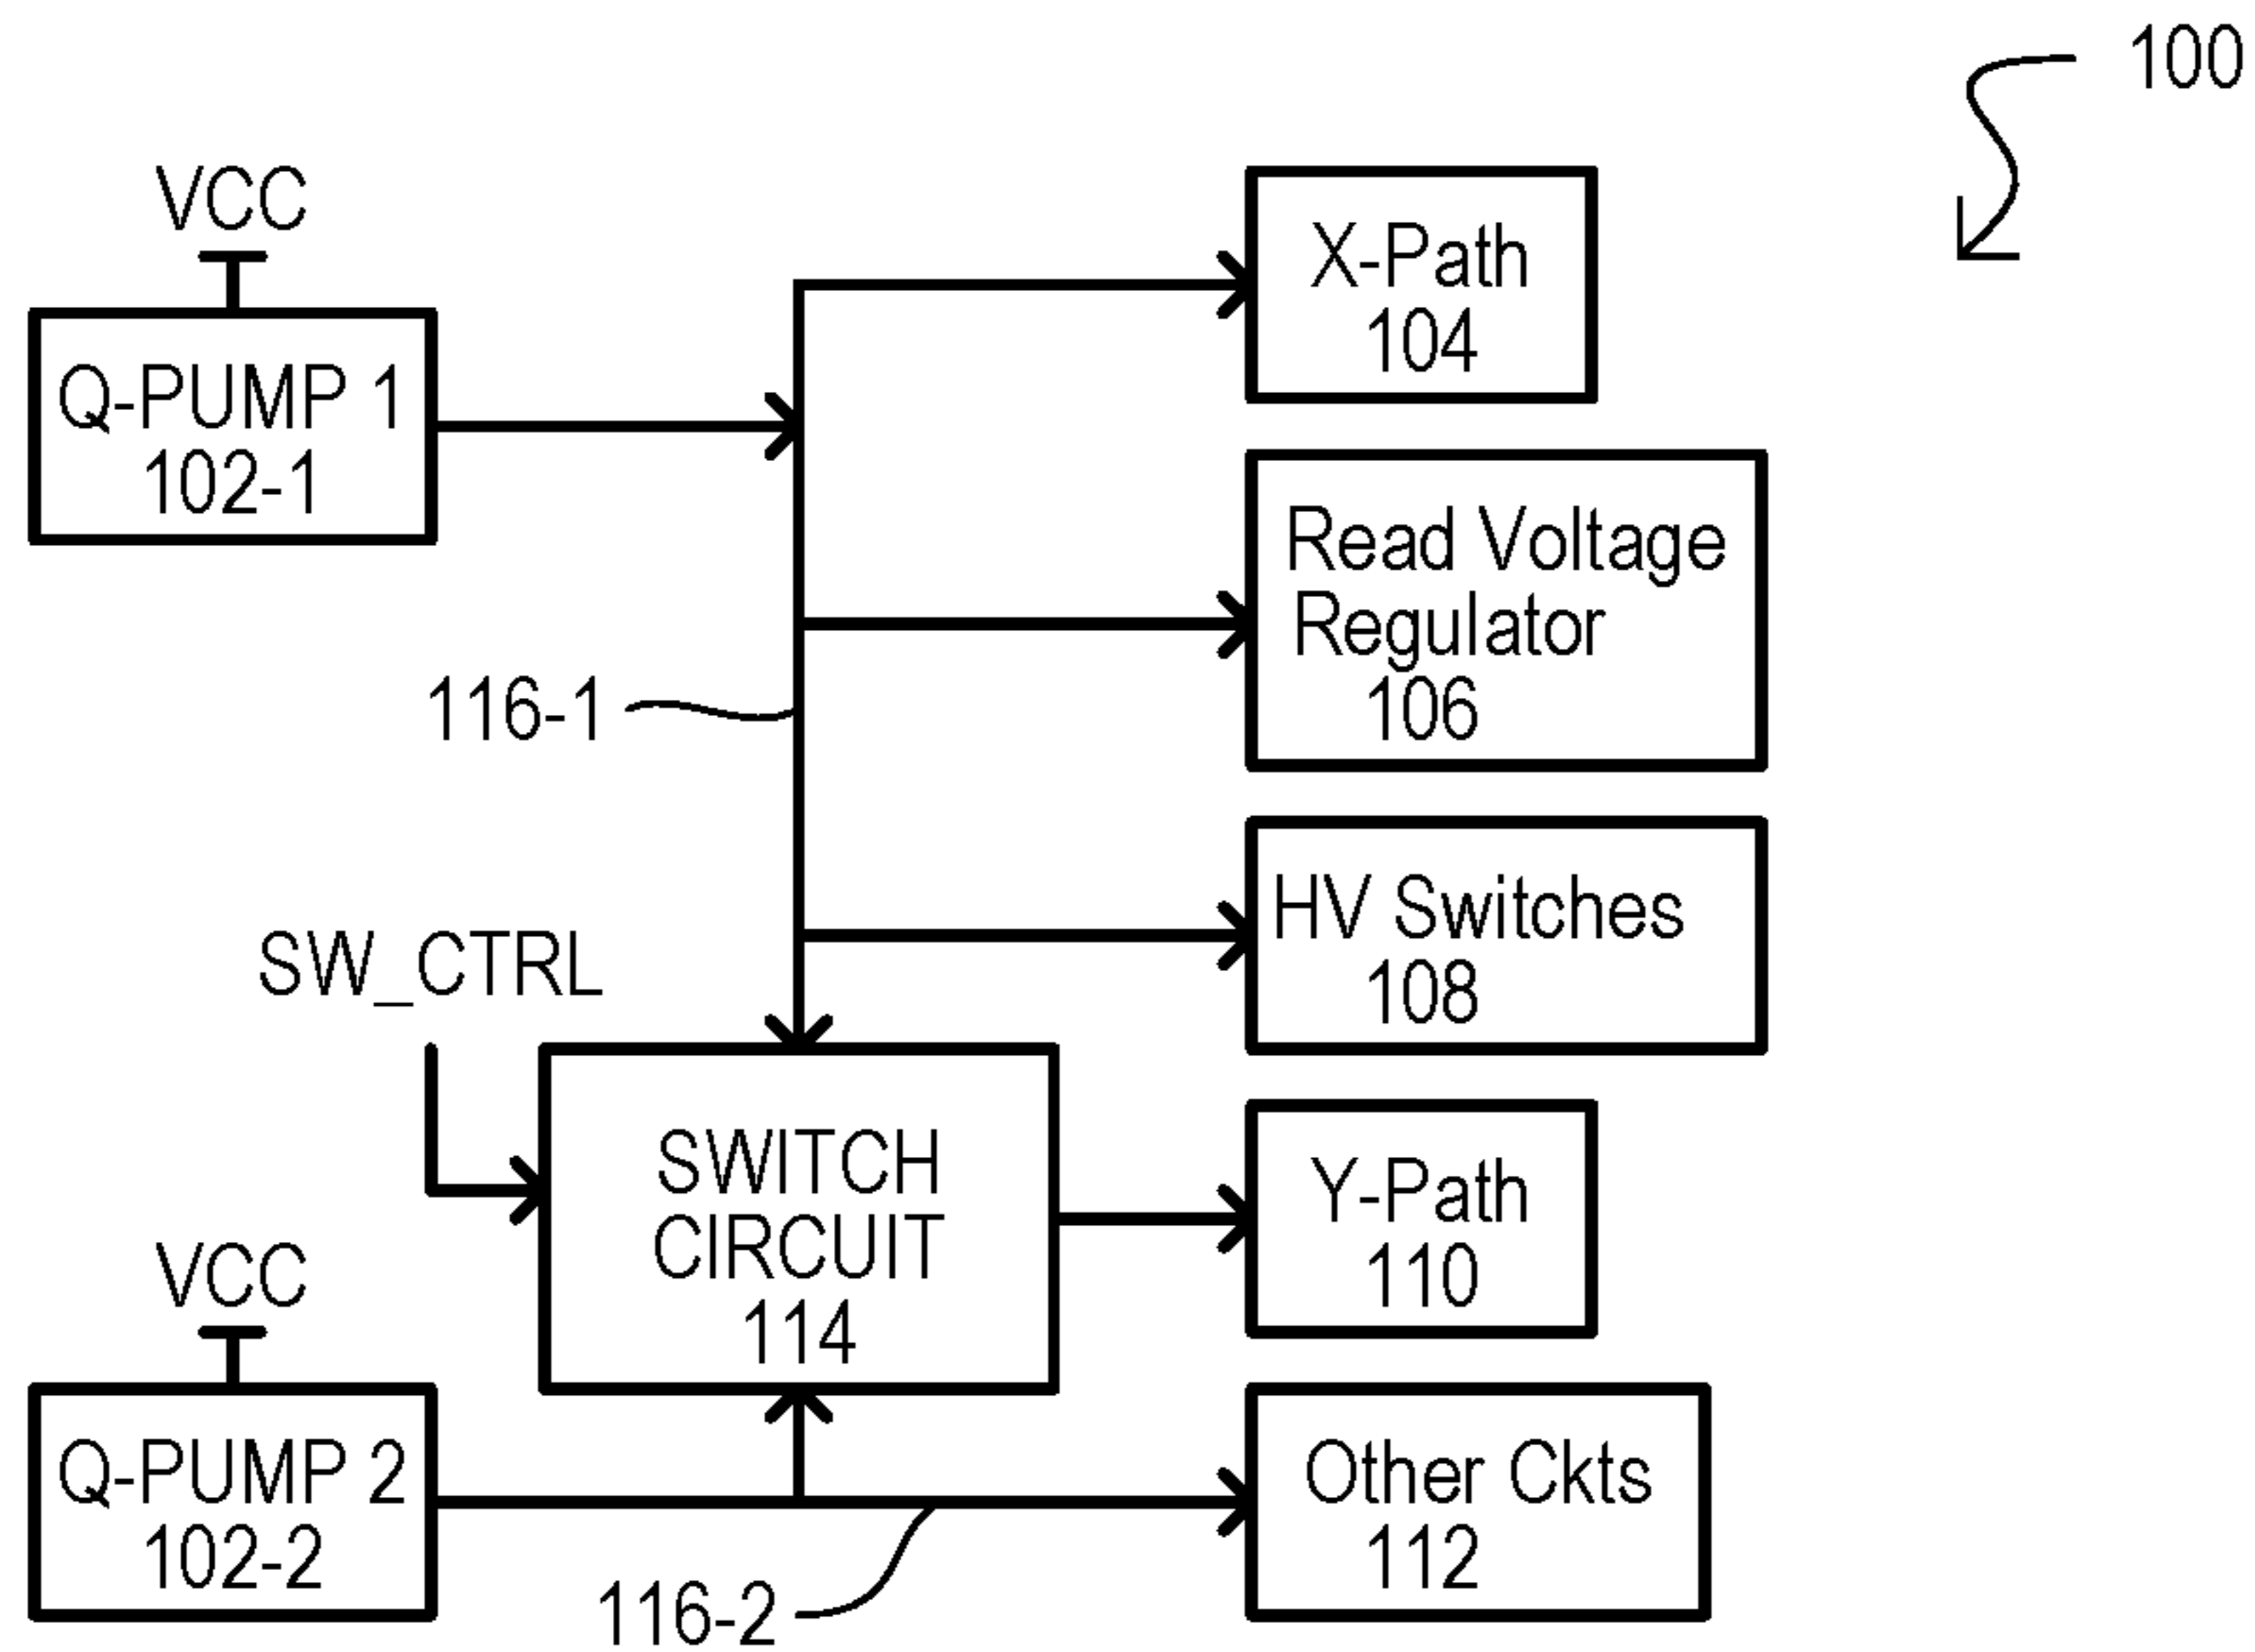 100
VCC
Q-PUMP 1
102-1
X-Path
104
Read Voltage
Regulator
106
116-1
HV Switches
108
SW_CTRL
SWITCH
CIRCUIT
114
Y-Path
110
VCC
Q-PUMP 2
102-2
Other Ckts
112
116-2